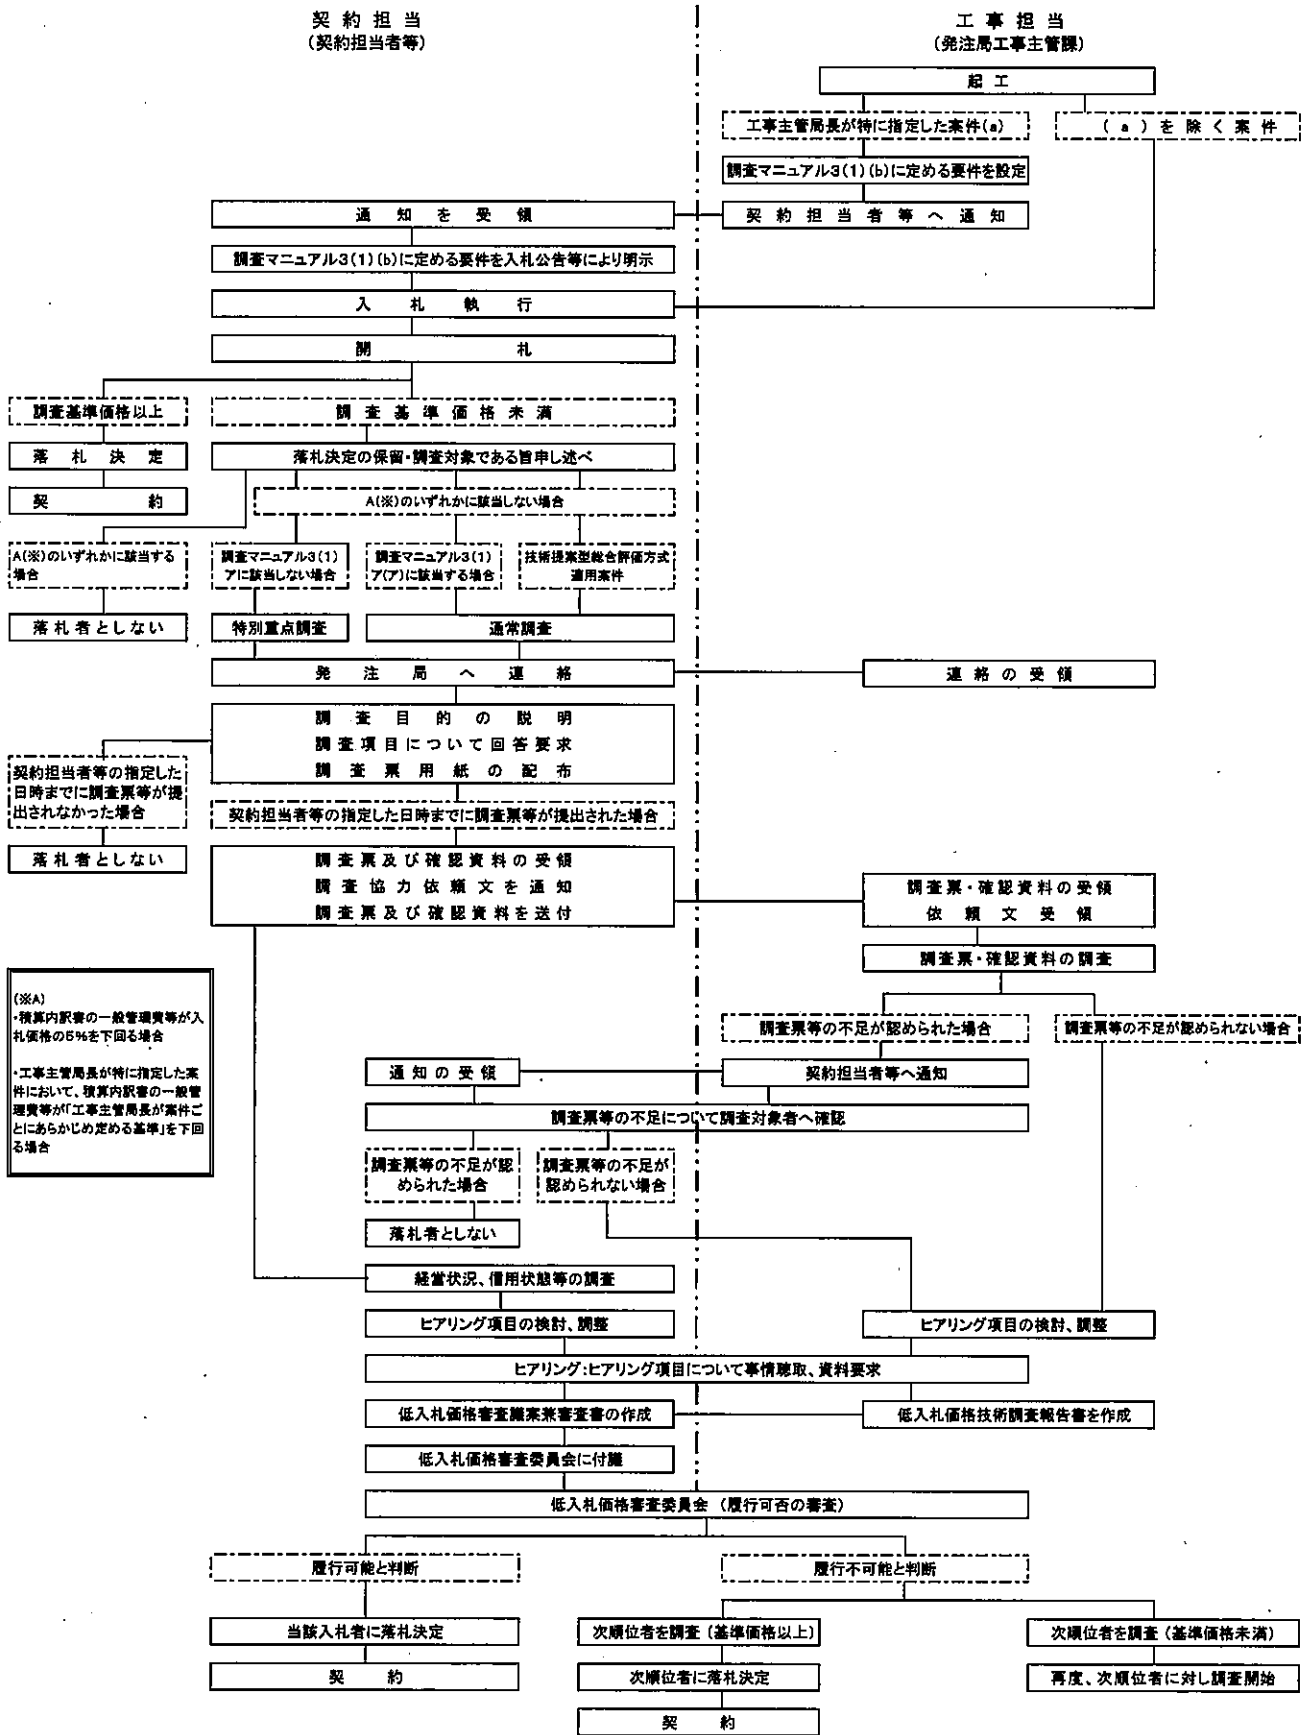 契約担当
(契約担当者等)
工事担当
(発注局工事主管課)
起工
工事主管局長が特に指定した案件(a)
(a)を除く案件
調査マニュアル3(1)(b)に定める要件を設定
通知を受領
契約担当者等へ通知
調査マニュアル3(1)(b)に定める要件を入札公告等により明示
入札執行
開札
調査基準価格以上
調査基準価格未満
落札決定
落札決定の保留・調査対象である旨申し述べ
契約
A(※)のいずれかに該当しない場合
A(※)のいずれかに該当する
場合
調査マニュアル3(1)
アに該当しない場合
調査マニュアル3(1)
ア(ア)に該当する場合
技術提案型総合評価方式
適用案件
落札者としない
特別重点調査
通常調査
発注局へ連絡
連絡の受領
調査目的の説明
調査項目について回答要求
調査票用紙の配布
契約担当者等の指定した
日時までに調査票等が提
出されなかった場合
契約担当者等の指定した日時までに調査票等が提出された場合
落札者としない
調査票及び確認資料の受領
調査協力依頼文を通知
調査票及び確認資料を送付
調査票・確認資料の受領
依頼文受領
調査票・確認資料の調査
(※A)
・積算内訳書の一般管理費等が入
札価格の5%を下回る場合
・工事主管局長が特に指定した案
件において、積算内訳書の一般管
理費等が「工事主管局長が案件ご
とにあらかじめ定める基準」を下回
る場合
調査票等の不足が認められた場合
調査票等の不足が認められない場合
通知の受領
契約担当者等へ通知
調査票等の不足について調査対象者へ確認
調査票等の不足が認
められた場合
調査票等の不足が
認められない場合
落札者としない
経営状況、信用状態等の調査
ヒアリング項目の検討、調整
ヒアリング項目の検討、調整
ヒアリング:ヒアリング項目について事情聴取、資料要求
低入札価格審査議案兼審査書の作成
低入札価格技術調査報告書を作成
低入札価格審査委員会に付議
低入札価格審査委員会(履行可否の審査)
履行可能と判断
履行不可能と判断
当該入札者に落札決定
次順位者を調査(基準価格以上)
次順位者を調査(基準価格未満)
契約
次順位者に落札決定
再度、次順位者に対し調査開始
契約